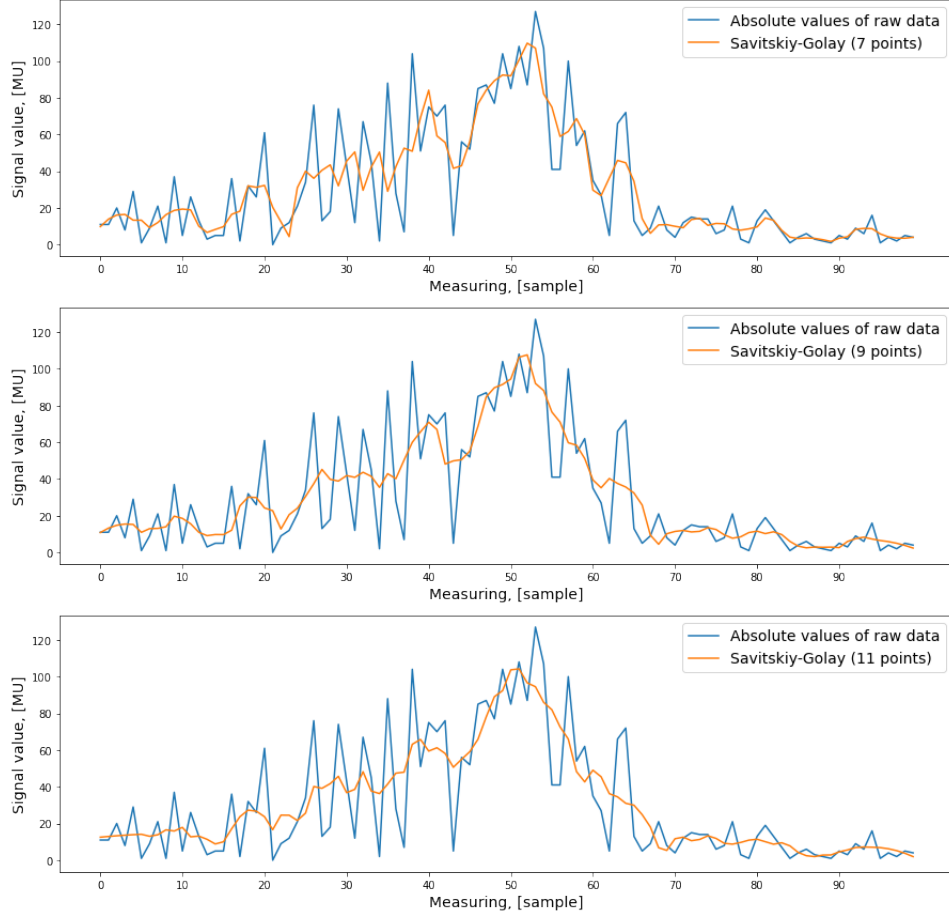 Absolute values of raw data
Savitskiy-Golay (7 points)
Signal value, [MU]
120
100
80
60
40
20
0
0 10 20 30 40 50 60 70 80 90
Measuring, [sample]
Absolute values of raw data
Savitskiy-Golay (9 points)
Signal value, [MU]
120
100
80
60
40
20
0
0 10 20 30 40 50 60 70 80 90
Measuring, [sample]
Absolute values of raw data
Savitskiy-Golay (11 points)
Signal value, [MU]
120
100
80
60
40
20
0
0 10 20 30 40 50 60 70 80 90
Measuring, [sample]